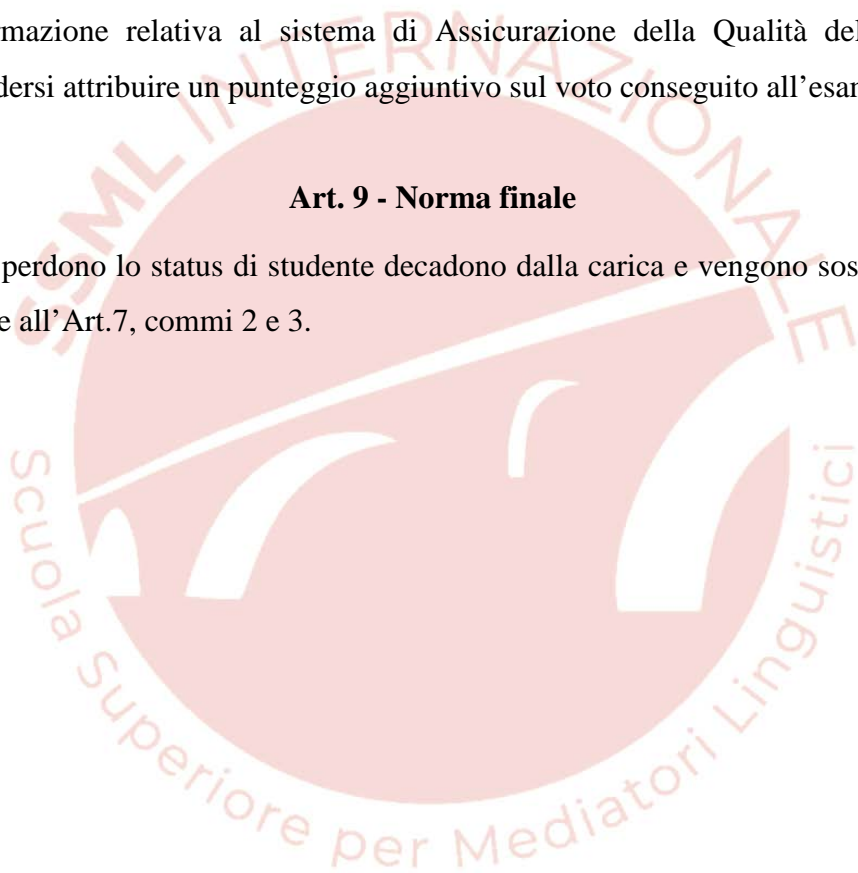 rmazione relativa al sistema di Assicurazione della Qualità del
dersi attribuire un punteggio aggiuntivo sul voto conseguito all’esar
Art. 9 - Norma finale
perdono lo status di studente decadono dalla carica e vengono sos
e all’Art.7, commi 2 e 3.
SSML INTERNAZIONALE
Scuola Superiore per Mediatori Linguistici